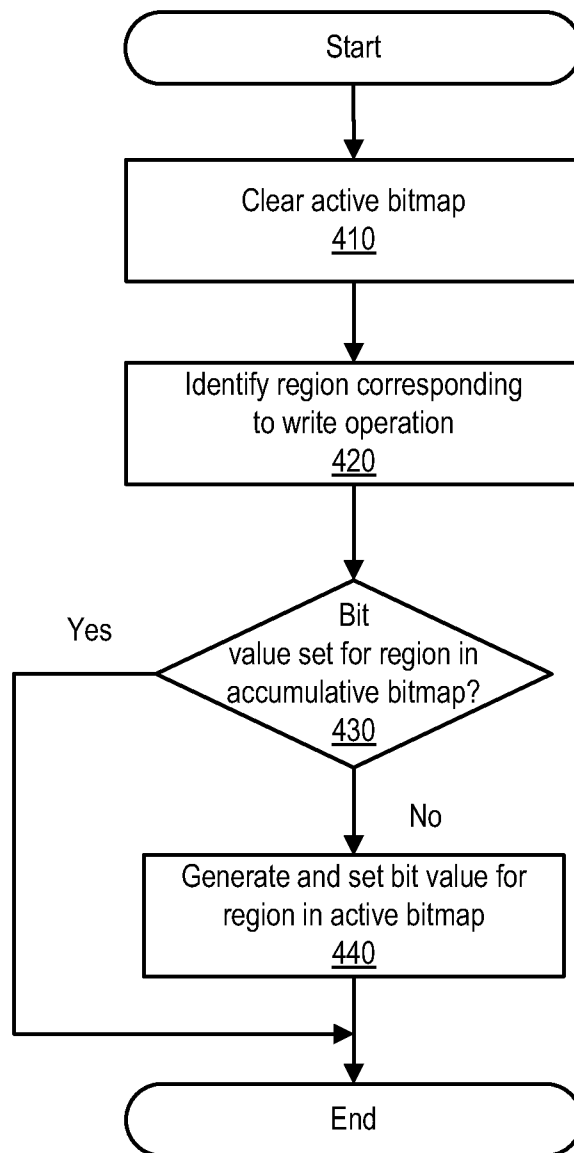 Start
Clear active bitmap
410
Identify region corresponding
to write operation
420
Bit
Yes
value set for region in
accumulative bitmap?
430
No
Generate and set bit value for
region in active bitmap
440
End